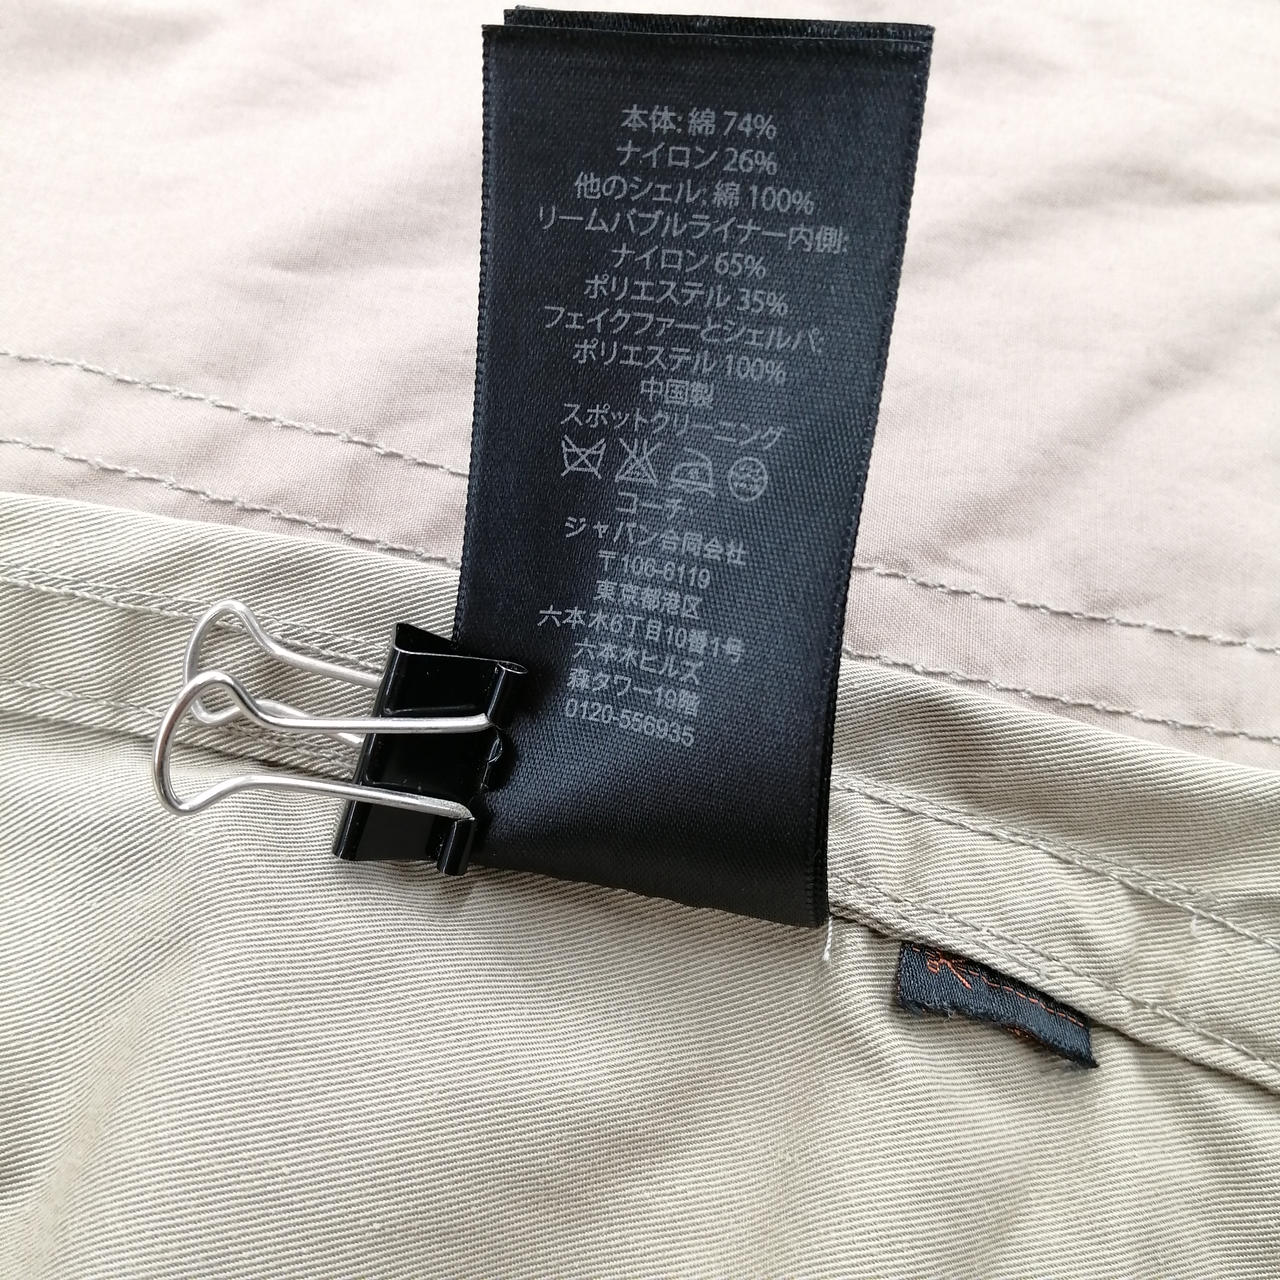 本体: 綿 74%
ナイロン 26%
他のシェル: 綿 100%
リームバブルライナー内側:
ナイロン 65%
ポリエステル 35%
フェイクファーとシェルパ:
ポリエステル 100%
中国製
スポットクリーニング
コーチ・
ジャパン合同会社
〒106-6119
東京都港区
六本木6丁目10番1号
六本木ヒルズ
森タワー19階
0120-556935